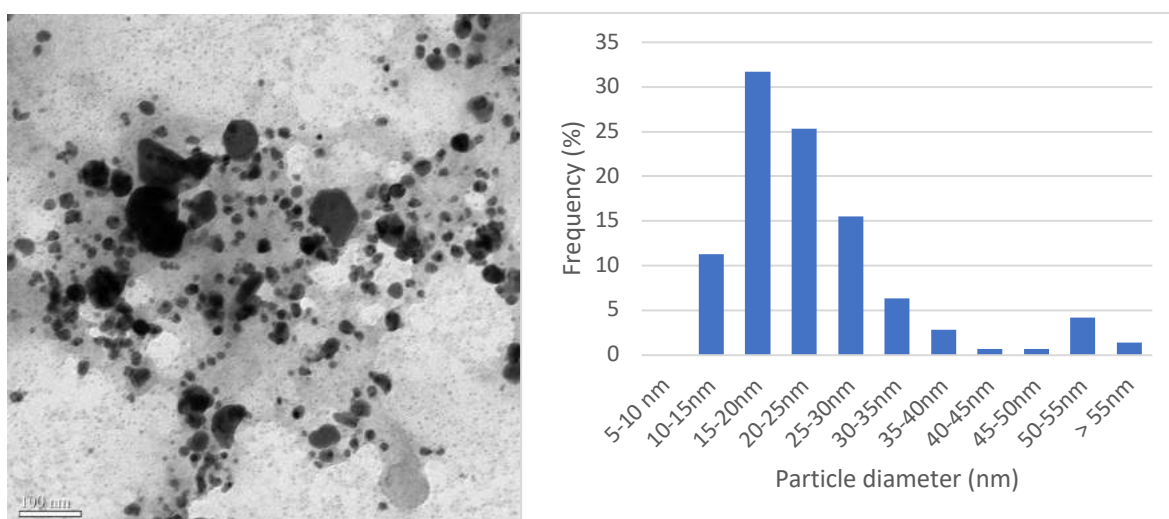 100 nm
35
30
25
20
15
10
5
0
Frequency (%)
5-10 nm
10-15nm
15-20nm
20-25nm
25-30nm
30-35nm
35-40nm
40-45nm
45-50nm
50-55nm
> 55nm
Particle diameter (nm)